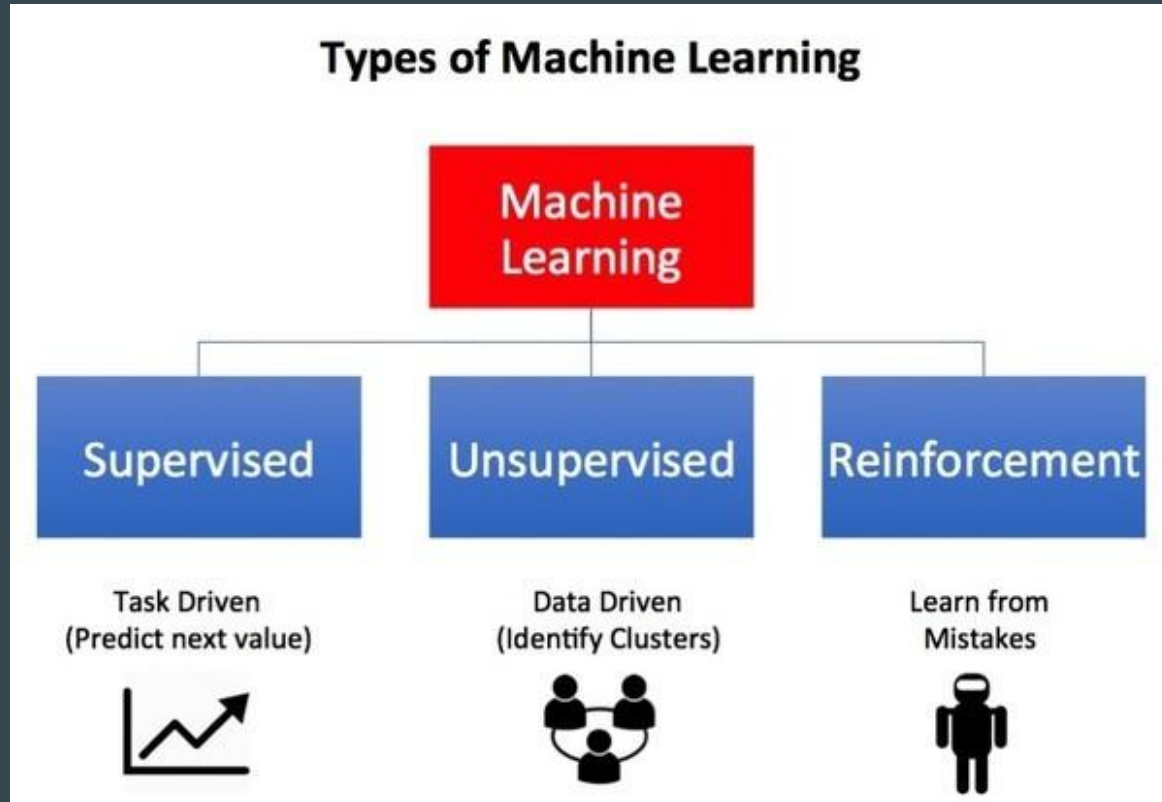 Types of Machine Learning
Machine
Learning
Supervised
Unsupervised
Reinforcement
Task Driven
(Predict next value)
Data Driven
(Identify Clusters)
Learn from
Mistakes